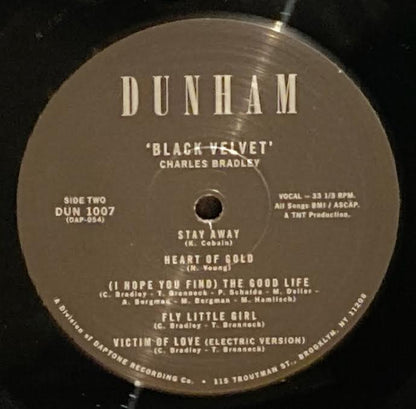 DUNHAM
'BLACK VELVET'
CHARLES BRADLEY
SIDE TWO
DUN 1007
(DAP-054)
VOCAL – 33 1/3 RPM.
All Songs BMI / ASCAP.
A TNT Production.
STAY AWAY
(K. Cobain)
HEART OF GOLD
(N. Young)
(I HOPE YOU FIND) THE GOOD LIFE
(C. Bradley - T. Brenneck - P. Schalda - M. Deller -
A. Bergman - M. Bergman - M. Hamlisch)
FLY LITTLE GIRL
(C. Bradley - T. Brenneck)
VICTIM OF LOVE (ELECTRIC VERSION)
(C. Bradley - T. Brenneck)
A Division of DAPTONE RECORDING Co. • 115 TROUTMAN ST., BROOKLYN, NY 11206